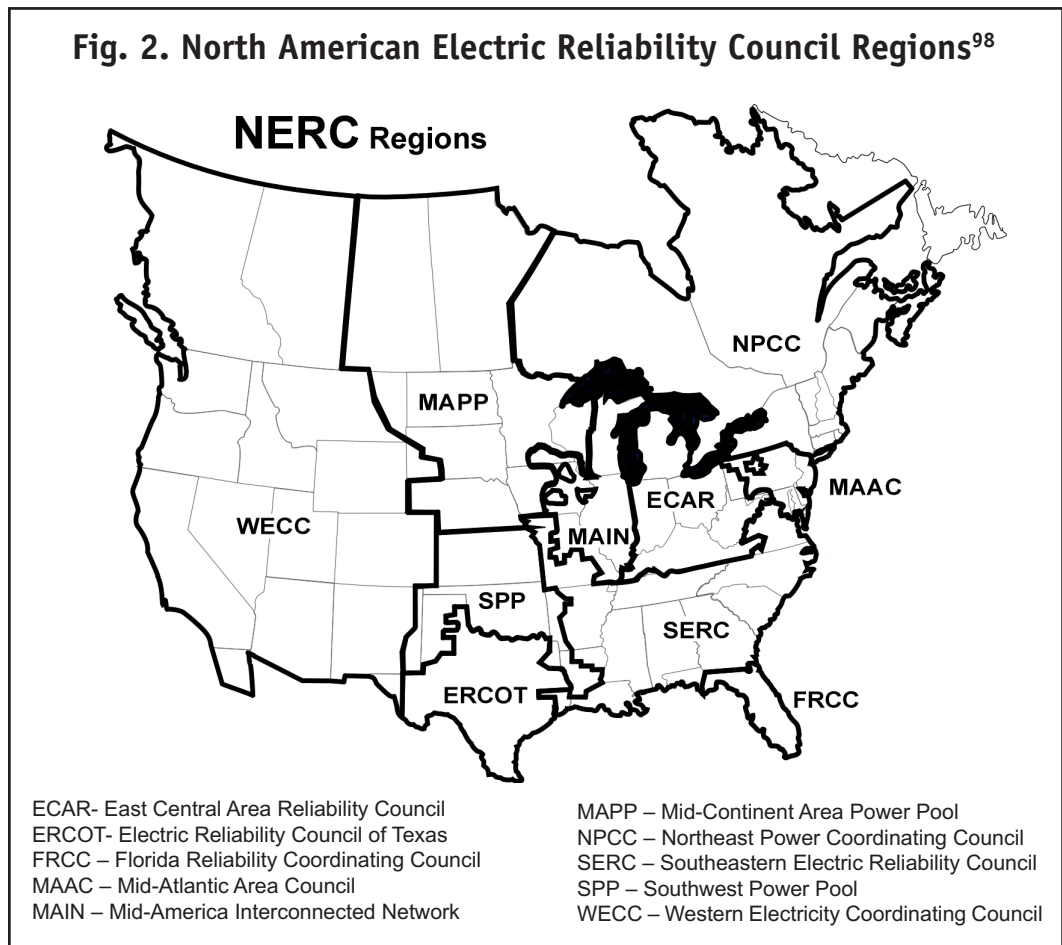 Fig. 2. North American Electric Reliability Council Regions98
NERC Regions
NPCC
MAPP
MAAC
ECAR
WECC
MAIN
SPP
SERC
ERCOT
FRCC
ECAR- East Central Area Reliability Council
ERCOT- Electric Reliability Council of Texas
FRCC – Florida Reliability Coordinating Council
MAAC – Mid-Atlantic Area Council
MAIN – Mid-America Interconnected Network
MAPP – Mid-Continent Area Power Pool
NPCC – Northeast Power Coordinating Council
SERC – Southeastern Electric Reliability Council
SPP – Southwest Power Pool
WECC – Western Electricity Coordinating Council